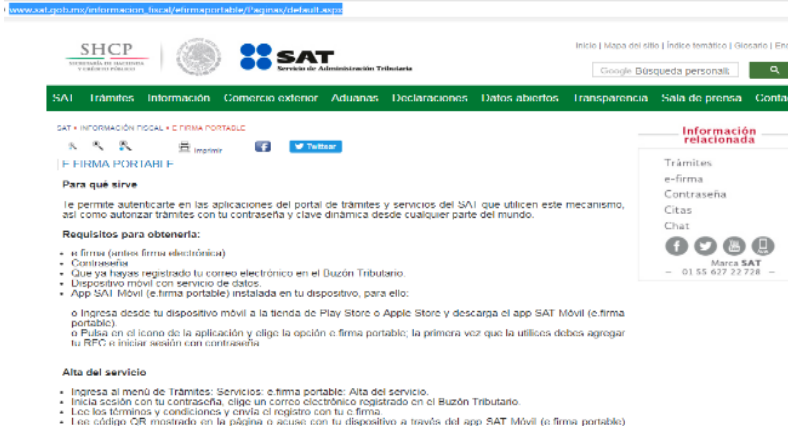 www.sat.gob.mx/informacion_fiscal/efirmaportable/Paginas/default.aspx
SHCP
SECRETARÍA DE HACIENDA
Y CRÉDITO PÚBLICO
SAT
Servicio de Administración Tributaria
Inicio | Mapa del sitio | Índice temático | Glosario | Eng
Google Búsqueda personaliz
SAT Trámites Información Comercio exterior Aduanas Declaraciones Datos abiertos Transparencia Sala de prensa Conta
SAT • INFORMACIÓN FISCAL • E FIRMA PORTABLE
Imprimir
Twittear
E FIRMA PORTABLE
Para qué sirve
Te permite autenticarte en las aplicaciones del portal de trámites y servicios del SAT que utilicen este mecanismo,
así como autorizar trámites con tu contraseña y clave dinámica desde cualquier parte del mundo.
Requisitos para obtenerla:
• e firma (antes firma electrónica)
• Contraseña
• Que ya hayas registrado tu correo electrónico en el Buzón Tributario.
• Dispositivo móvil con servicio de datos.
• App SAT Móvil (e.firma portable) instalada en tu dispositivo, para ello:
o Ingresa desde tu dispositivo móvil a la tienda de Play Store o Apple Store y descarga el app SAT Móvil (e.firma
portable).
o Pulsa en el icono de la aplicación y elige la opción e firma portable; la primera vez que la utilices debes agregar
tu RFC e iniciar sesión con contraseña
Alta del servicio
• Ingresa al menú de Trámites: Servicios: e.firma portable: Alta del servicio.
• Inicia sesión con tu contraseña, elige un correo electrónico registrado en el Buzón Tributario.
• Lee los términos y condiciones y envía el registro con tu e firma.
• Lee código QR mostrado en la página o acuse con tu dispositivo a través del app SAT Móvil (e firma portable)
Información
relacionada
Trámites
e-firma
Contraseña
Citas
Chat
Marca SAT
01 55 627 22 728